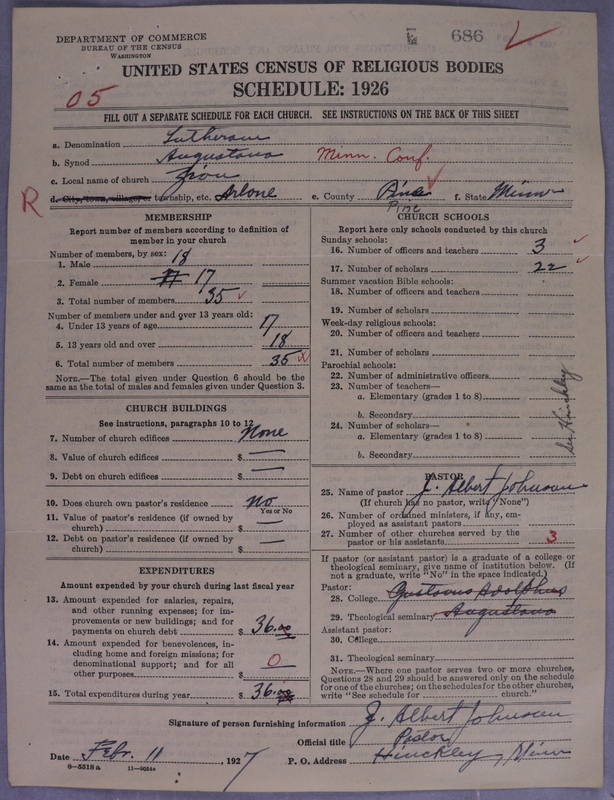 DEPARTMENT OF COMMERCE
BUREAU OF THE CENSUS
WASHINGTON
686
UNITED STATES CENSUS OF RELIGIOUS BODIES
SCHEDULE: 1926
05
FILL OUT A SEPARATE SCHEDULE FOR EACH CHURCH. SEE INSTRUCTIONS ON THE BACK OF THIS SHEET
a. Denomination Lutheran
b. Synod Augustana Minn. Conf.
c. Local name of church Zion
R d. City, town, village, or township, etc. Arlone e. County Pine f. State Minn
Pine
MEMBERSHIP
Report number of members according to definition of
member in your church
Number of members, by sex:
1. Male 18
2. Female 17
3. Total number of members 35
Number of members under and over 13 years old:
4. Under 13 years of age 17
5. 13 years old and over 18
6. Total number of members 35
NOTE.—The total given under Question 6 should be the
same as the total of males and females given under Question 3.
CHURCH BUILDINGS
See instructions, paragraphs 10 to 12
7. Number of church edifices None
8. Value of church edifices $ —
9. Debt on church edifices $ —
10. Does church own pastor's residence No
Yes or No
11. Value of pastor's residence (if owned by
church) $ —
12. Debt on pastor's residence (if owned by
church) $ —
EXPENDITURES
Amount expended by your church during last fiscal year
13. Amount expended for salaries, repairs,
and other running expenses; for im-
provements or new buildings; and for
payments on church debt $ 36.00
14. Amount expended for benevolences, in-
cluding home and foreign missions; for
denominational support; and for all
other purposes $ 0
15. Total expenditures during year $ 36.00
CHURCH SCHOOLS
Report here only schools conducted by this church
Sunday schools:
16. Number of officers and teachers 3
17. Number of scholars 22
Summer vacation Bible schools:
18. Number of officers and teachers
19. Number of scholars
Week-day religious schools:
20. Number of officers and teachers
21. Number of scholars
Parochial schools:
22. Number of administrative officers
23. Number of teachers—
a. Elementary (grades 1 to 8)
b. Secondary
24. Number of scholars—
a. Elementary (grades 1 to 8)
b. Secondary
Hinckley
PASTOR
25. Name of pastor J. Albert Johnson
(If church has no pastor, write "None")
26. Number of ordained ministers, if any, em-
ployed as assistant pastors
27. Number of other churches served by the
pastor or his assistants 3
If pastor (or assistant pastor) is a graduate of a college or
theological seminary, give name of institution below. (If
not a graduate, write "No" in the space indicated.)
Pastor:
28. College Gustavus Adolphus
29. Theological seminary Augustana
Assistant pastor:
30. College
31. Theological seminary
NOTE.—Where one pastor serves two or more churches,
Questions 28 and 29 should be answered only on the schedule
for one of the churches; on the schedules for the other churches,
write "See schedule for church."
Signature of person furnishing information J. Albert Johnson
Official title Pastor
Date Febr. 11 1927 P. O. Address Hinckley, Minn
8—5518a 11—9064